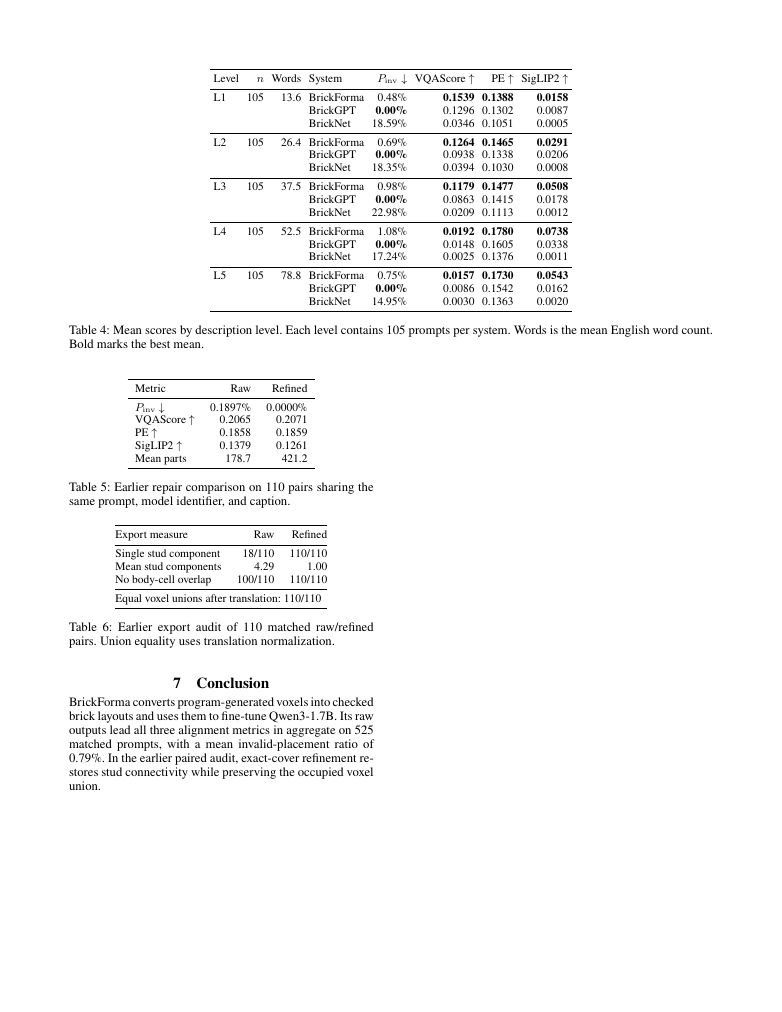 Level n Words System Pinv ↓ VQAScore ↑ PE ↑ SigLIP2 ↑
L1 105 13.6 BrickForma 0.48% 0.1539 0.1388 0.0158
BrickGPT 0.00% 0.1296 0.1302 0.0087
BrickNet 18.59% 0.0346 0.1051 0.0005
L2 105 26.4 BrickForma 0.69% 0.1264 0.1465 0.0291
BrickGPT 0.00% 0.0938 0.1338 0.0206
BrickNet 18.35% 0.0394 0.1030 0.0008
L3 105 37.5 BrickForma 0.98% 0.1179 0.1477 0.0508
BrickGPT 0.00% 0.0863 0.1415 0.0178
BrickNet 22.98% 0.0209 0.1113 0.0012
L4 105 52.5 BrickForma 1.08% 0.0192 0.1780 0.0738
BrickGPT 0.00% 0.0148 0.1605 0.0338
BrickNet 17.24% 0.0025 0.1376 0.0011
L5 105 78.8 BrickForma 0.75% 0.0157 0.1730 0.0543
BrickGPT 0.00% 0.0086 0.1542 0.0162
BrickNet 14.95% 0.0030 0.1363 0.0020
Table 4: Mean scores by description level. Each level contains 105 prompts per system. Words is the mean English word count.
Bold marks the best mean.
Metric Raw Refined
Pinv ↓ 0.1897% 0.0000%
VQAScore ↑ 0.2065 0.2071
PE ↑ 0.1858 0.1859
SigLIP2 ↑ 0.1379 0.1261
Mean parts 178.7 421.2
Table 5: Earlier repair comparison on 110 pairs sharing the
same prompt, model identifier, and caption.
Export measure Raw Refined
Single stud component 18/110 110/110
Mean stud components 4.29 1.00
No body-cell overlap 100/110 110/110
Equal voxel unions after translation: 110/110
Table 6: Earlier export audit of 110 matched raw/refined
pairs. Union equality uses translation normalization.
7 Conclusion
BrickForma converts program-generated voxels into checked
brick layouts and uses them to fine-tune Qwen3-1.7B. Its raw
outputs lead all three alignment metrics in aggregate on 525
matched prompts, with a mean invalid-placement ratio of
0.79%. In the earlier paired audit, exact-cover refinement re-
stores stud connectivity while preserving the occupied voxel
union.